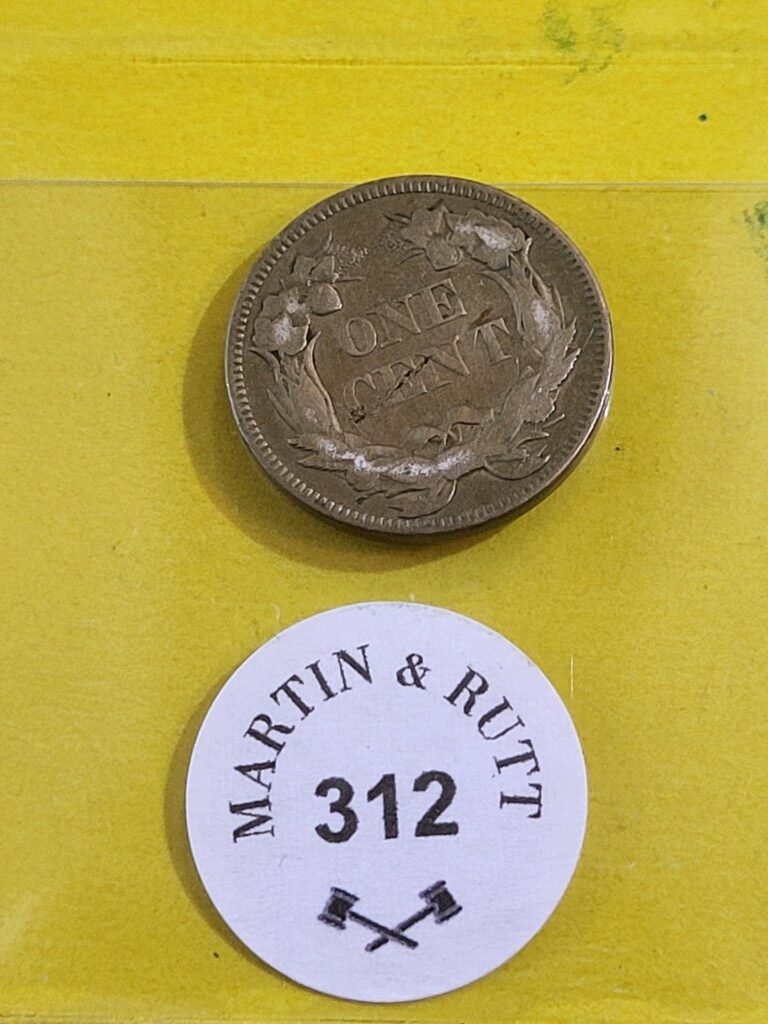 ONE
CENT
MARTIN & RUTT
312